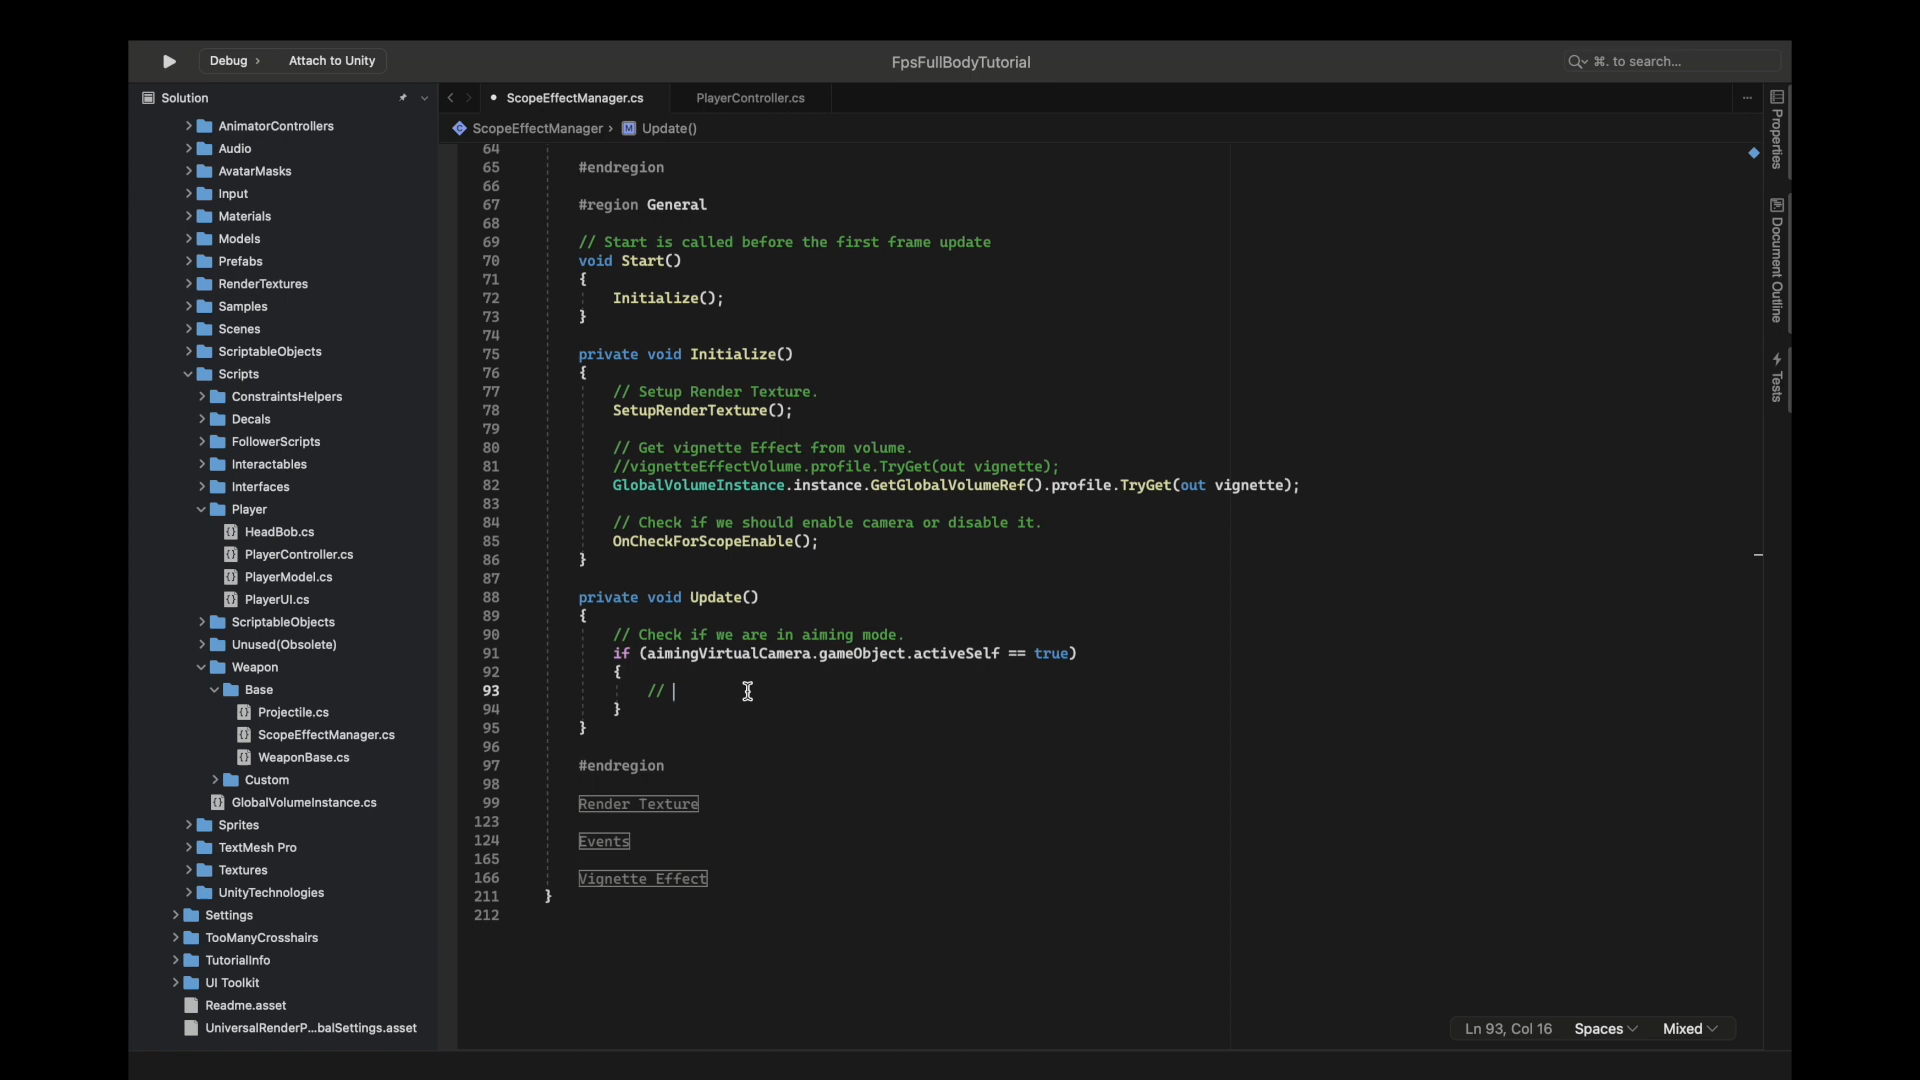 Debug › Attach to Unity
FpsFullBodyTutorial
⌘. to search...
Solution
ScopeEffectManager.cs
PlayerController.cs
ScopeEffectManager › Update()
AnimatorControllers
Audio
AvatarMasks
Input
Materials
Models
Prefabs
RenderTextures
Samples
Scenes
ScriptableObjects
Scripts
ConstraintsHelpers
Decals
FollowerScripts
Interactables
Interfaces
Player
HeadBob.cs
PlayerController.cs
PlayerModel.cs
PlayerUI.cs
ScriptableObjects
Unused(Obsolete)
Weapon
Base
Projectile.cs
ScopeEffectManager.cs
WeaponBase.cs
Custom
GlobalVolumeInstance.cs
Sprites
TextMesh Pro
Textures
UnityTechnologies
Settings
TooManyCrosshairs
TutorialInfo
UI Toolkit
Readme.asset
UniversalRenderP...balSettings.asset
64
65 #endregion
66
67 #region General
68
69 // Start is called before the first frame update
70 void Start()
71 {
72 Initialize();
73 }
74
75 private void Initialize()
76 {
77 // Setup Render Texture.
78 SetupRenderTexture();
79
80 // Get vignette Effect from volume.
81 //vignetteEffectVolume.profile.TryGet(out vignette);
82 GlobalVolumeInstance.instance.GetGlobalVolumeRef().profile.TryGet(out vignette);
83
84 // Check if we should enable camera or disable it.
85 OnCheckForScopeEnable();
86 }
87
88 private void Update()
89 {
90 // Check if we are in aiming mode.
91 if (aimingVirtualCamera.gameObject.activeSelf == true)
92 {
93 //
94 }
95 }
96
97 #endregion
98
99 Render Texture
123
124 Events
165
166 Vignette Effect
211 }
212
Properties
Document Outline
Tests
Ln 93, Col 16 Spaces Mixed